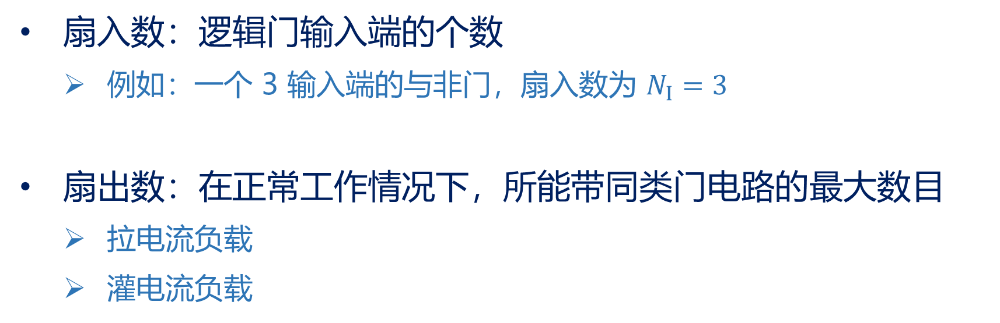 • 扇入数：逻辑门输入端的个数
➢ 例如：一个 3 输入端的与非门，扇入数为 N_I = 3
• 扇出数：在正常工作情况下，所能带同类门电路的最大数目
➢ 拉电流负载
➢ 灌电流负载